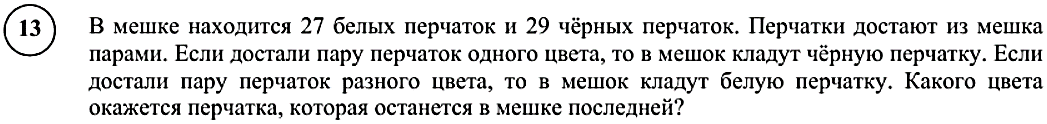 13 В мешке находится 27 белых перчаток и 29 чёрных перчаток. Перчатки достают из мешка
парами. Если достали пару перчаток одного цвета, то в мешок кладут чёрную перчатку. Если
достали пару перчаток разного цвета, то в мешок кладут белую перчатку. Какого цвета
окажется перчатка, которая останется в мешке последней?